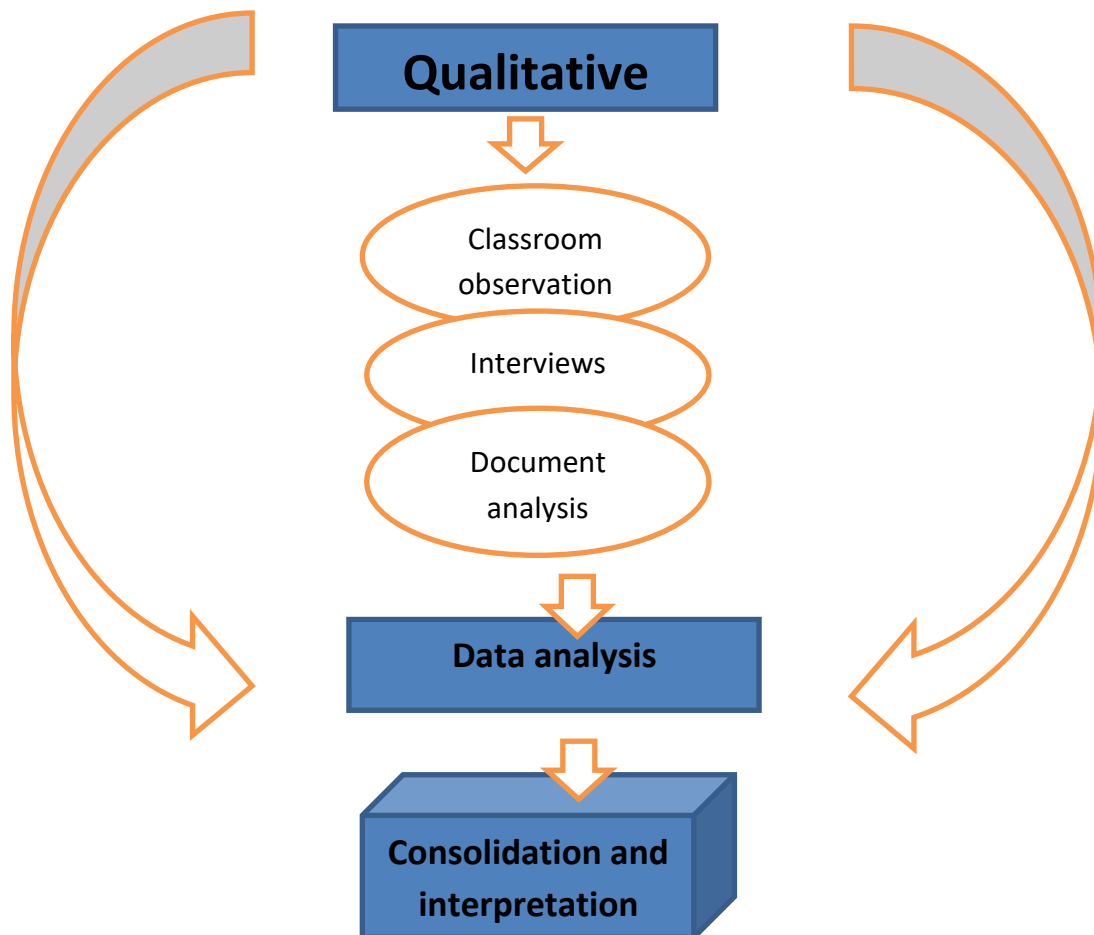 Qualitative
Classroom
observation
Interviews
Document
analysis
Data analysis
Consolidation and
interpretation